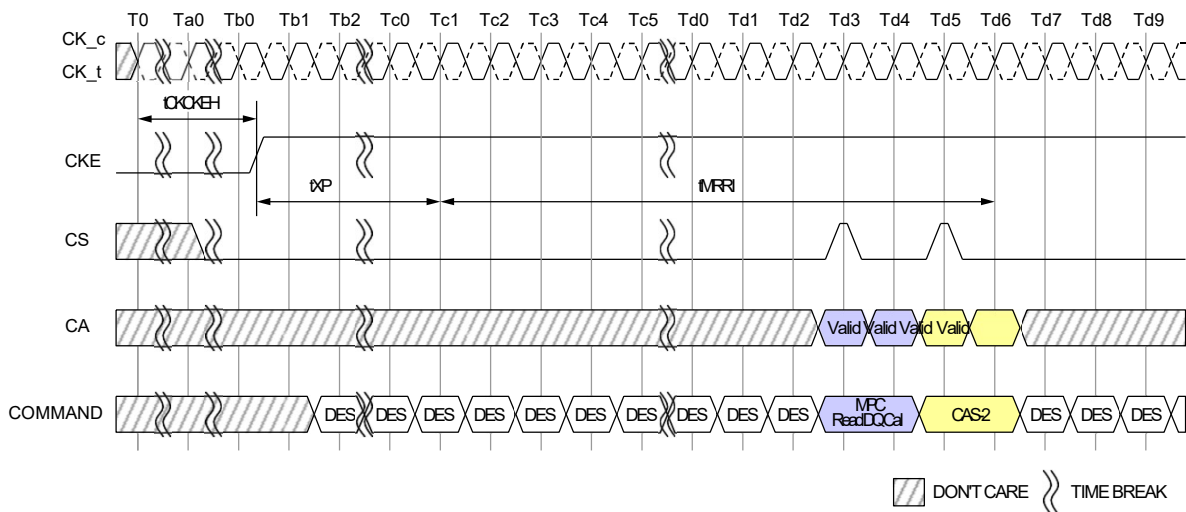 T0 Ta0 Tb0 Tb1 Tb2 Tc0 Tc1 Tc2 Tc3 Tc4 Tc5 Td0 Td1 Td2 Td3 Td4 Td5 Td6 Td7 Td8 Td9
CK_c
CK_t
tCKCKEH
CKE
tXP tMRRI
CS
CA Valid Valid Valid Valid
COMMAND DES DES DES DES DES DES DES DES DES DES MPC CAS-2 DES DES DES
ReadDQCal
DON'T CARE TIME BREAK